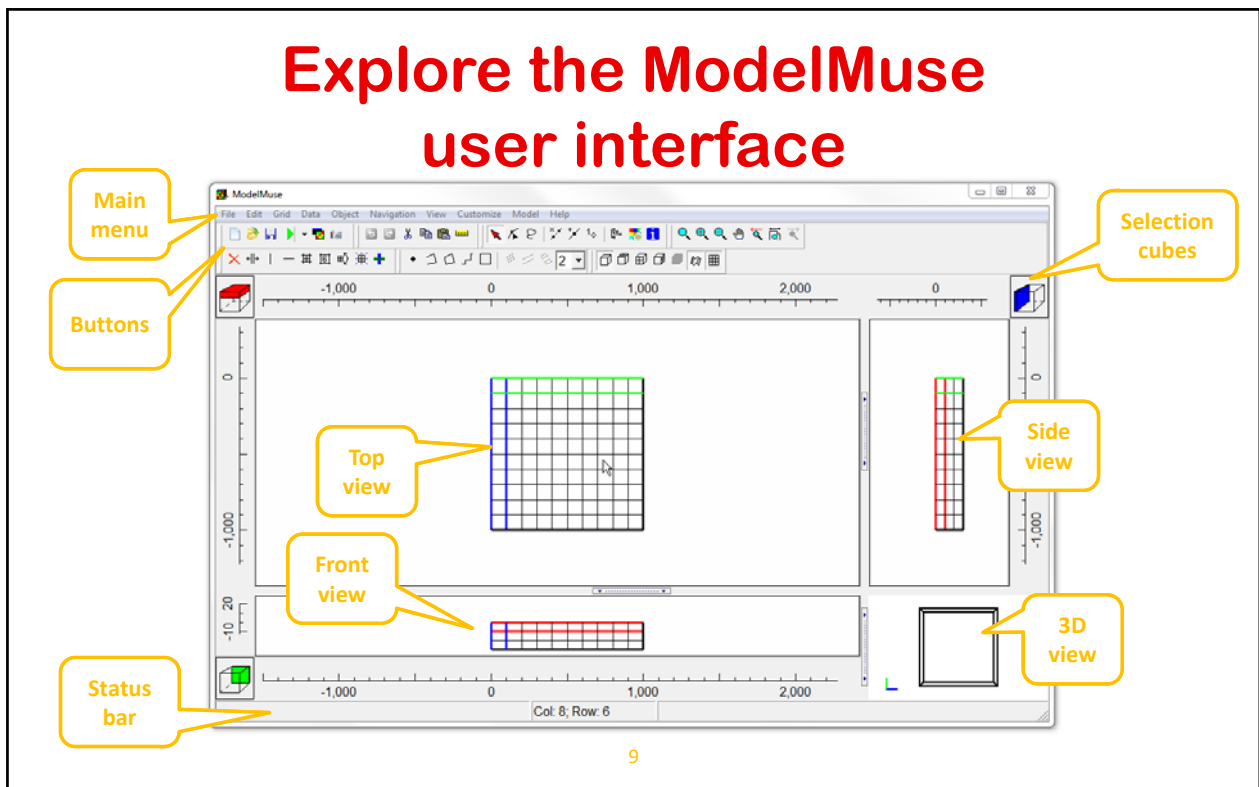 Explore the ModelMuse
user interface
Main
menu
Buttons
Selection
cubes
ModelMuse
File Edit Grid Data Object Navigation View Customize Model Help
2
-1,000 0 1,000 2,000
0
0
-1,000
0
-1,000
Top
view
Side
view
Front
view
20
-10
3D
view
-1,000 0 1,000 2,000
Status
bar
Col: 8; Row: 6
9